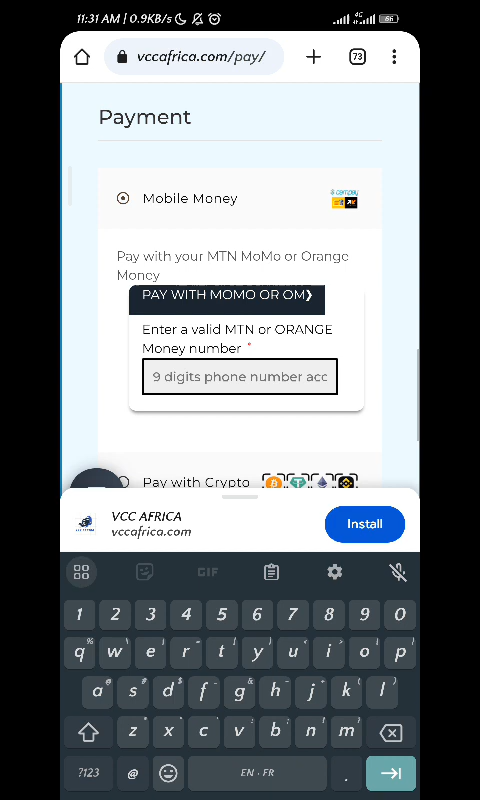 11:31 AM | 0.9KB/s
4G
66
vccafrica.com/pay/
73
Payment
Mobile Money
campay
Pay with your MTN MoMo or Orange
Money
PAY WITH MOMO OR OM❯
Enter a valid MTN or ORANGE
Money number *
9 digits phone number acc
Pay with Crypto
VCC AFRICA
vccafrica.com
Install
GIF
1 2 3 4 5 6 7 8 9 0
q w e r t y u i o p
a s d f g h j k l
z x c v b n m
?123 @ EN • FR .